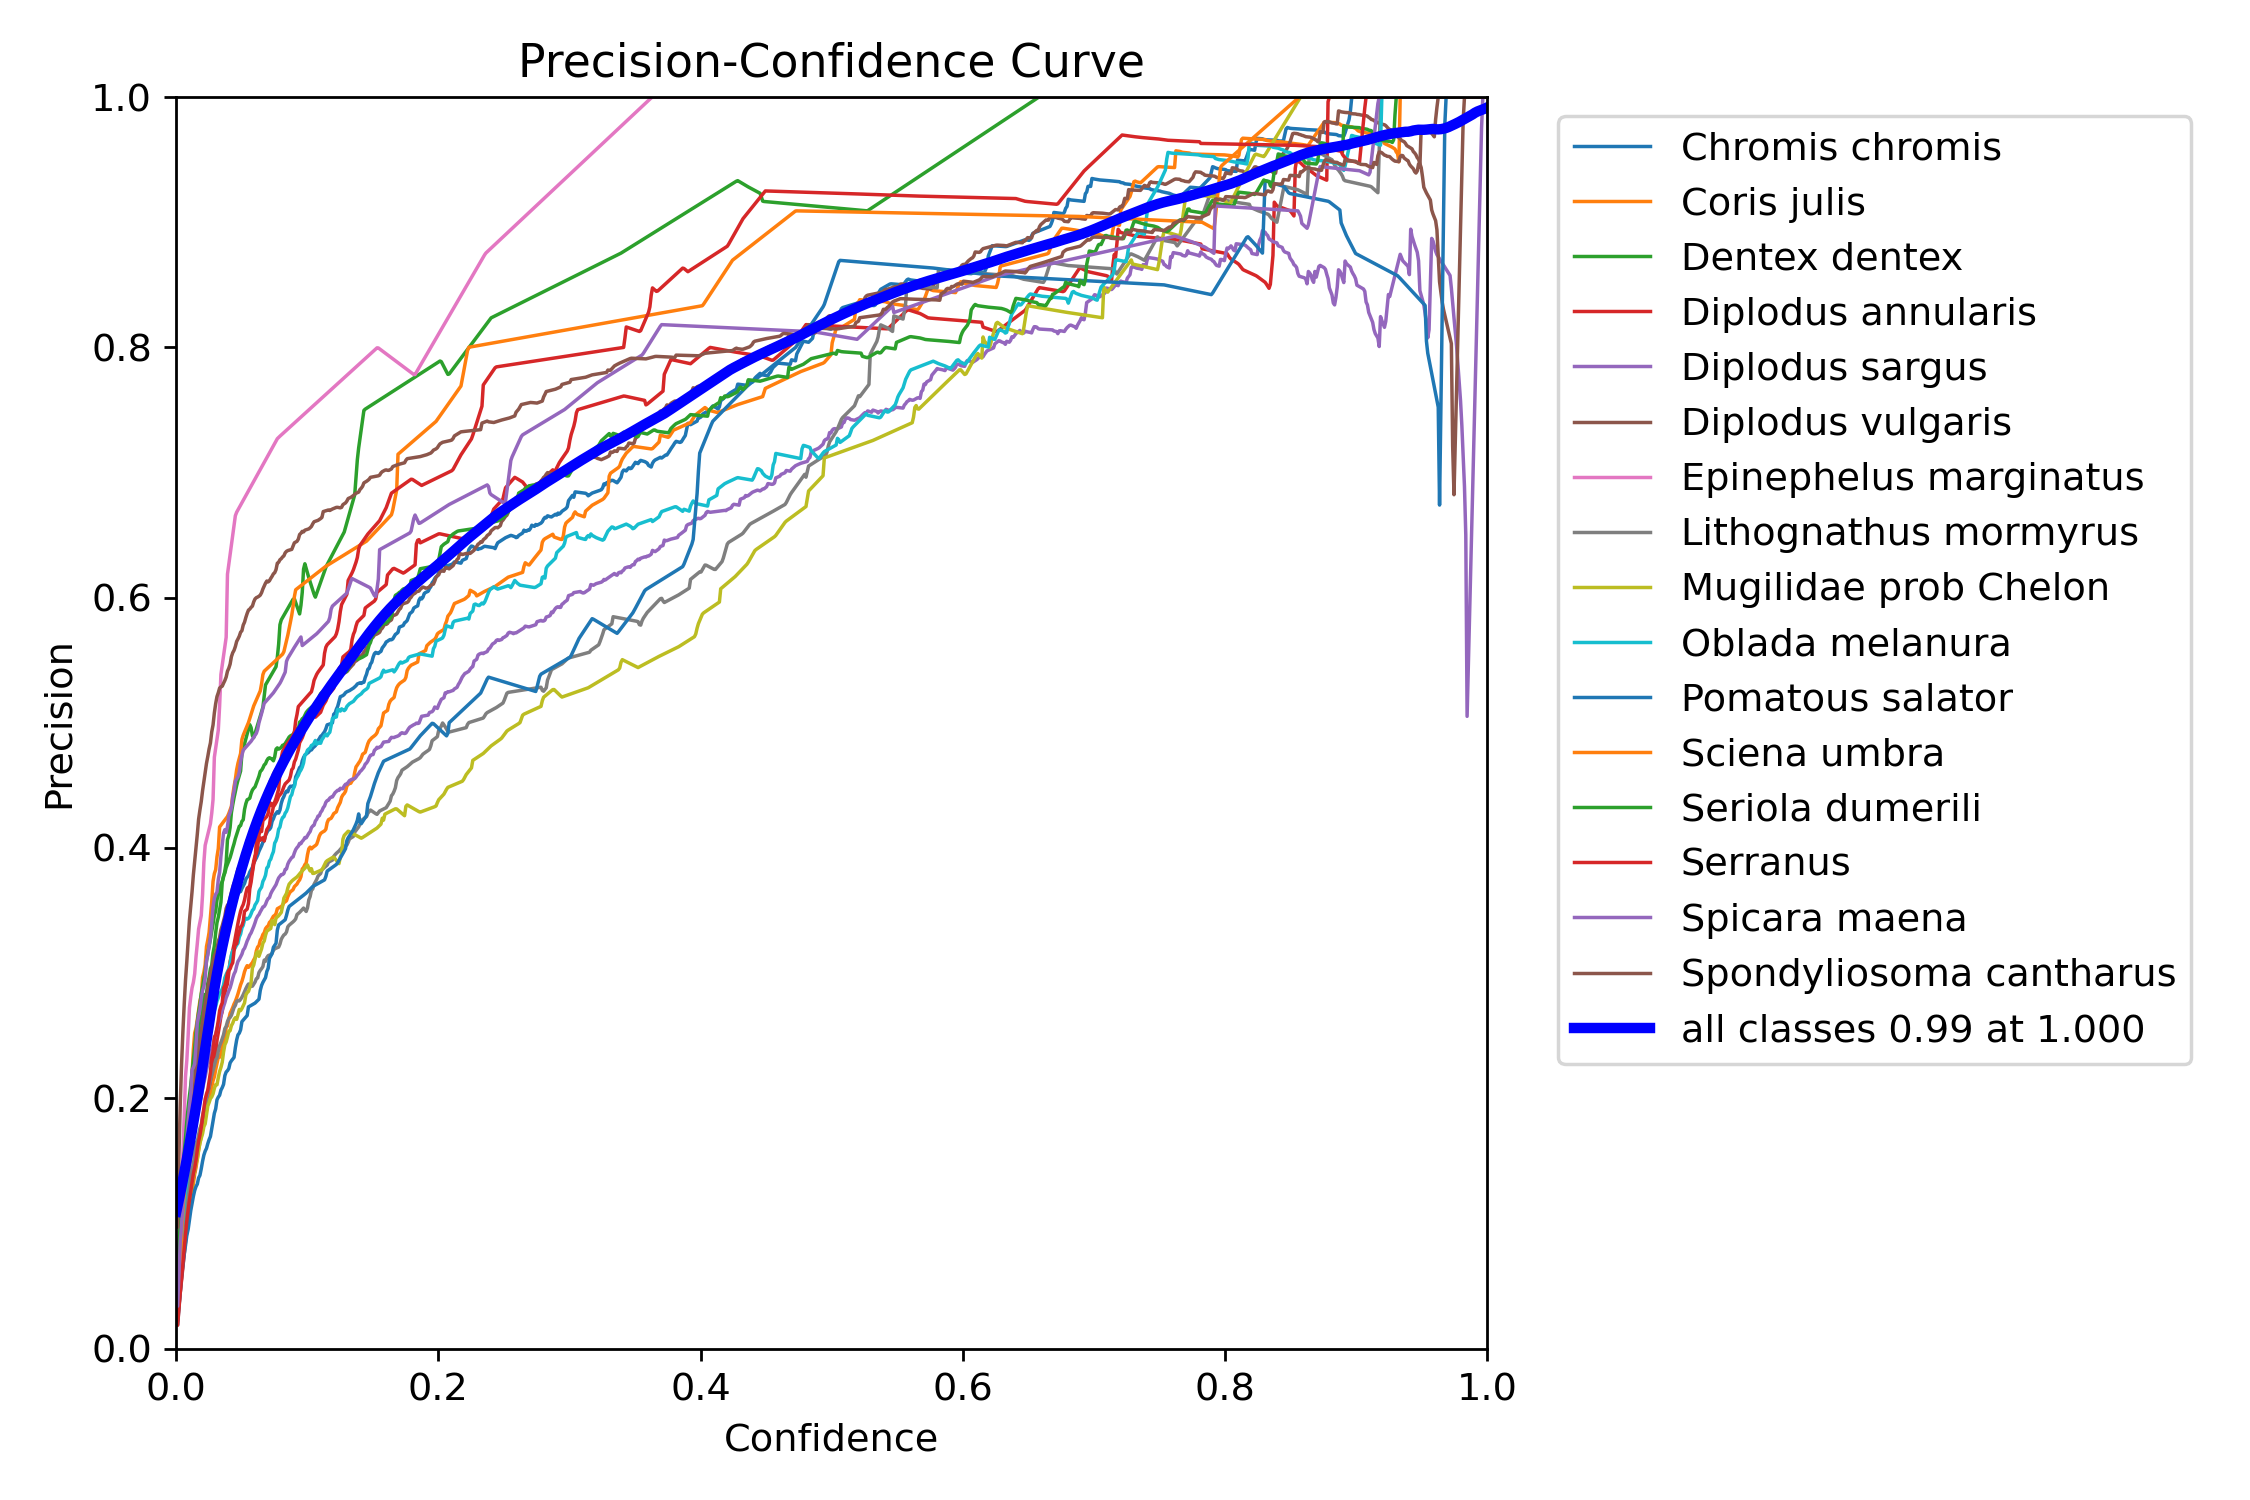 Precision-Confidence Curve
1.0
0.8
0.6
0.4
0.2
0.0
Precision
0.0 0.2 0.4 0.6 0.8 1.0
Confidence
Chromis chromis
Coris julis
Dentex dentex
Diplodus annularis
Diplodus sargus
Diplodus vulgaris
Epinephelus marginatus
Lithognathus mormyrus
Mugilidae prob Chelon
Oblada melanura
Pomatous salator
Sciena umbra
Seriola dumerili
Serranus
Spicara maena
Spondyliosoma cantharus
all classes 0.99 at 1.000